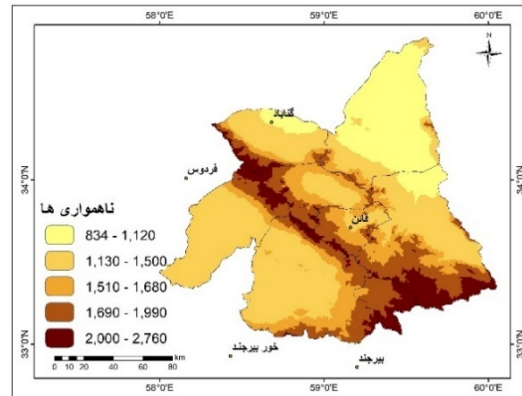 58°0'E 59°0'E 60°0'E
N
گناباد
34°0'N 34°0'N
فردوس
ناهمواری ها
قائن
834 - 1,120
1,130 - 1,500
1,510 - 1,680
1,690 - 1,990
2,000 - 2,760
33°0'N 33°0'N
خور بیرجند
بیرجند
0 10 20 40 60 80
km
58°0'E 59°0'E 60°0'E